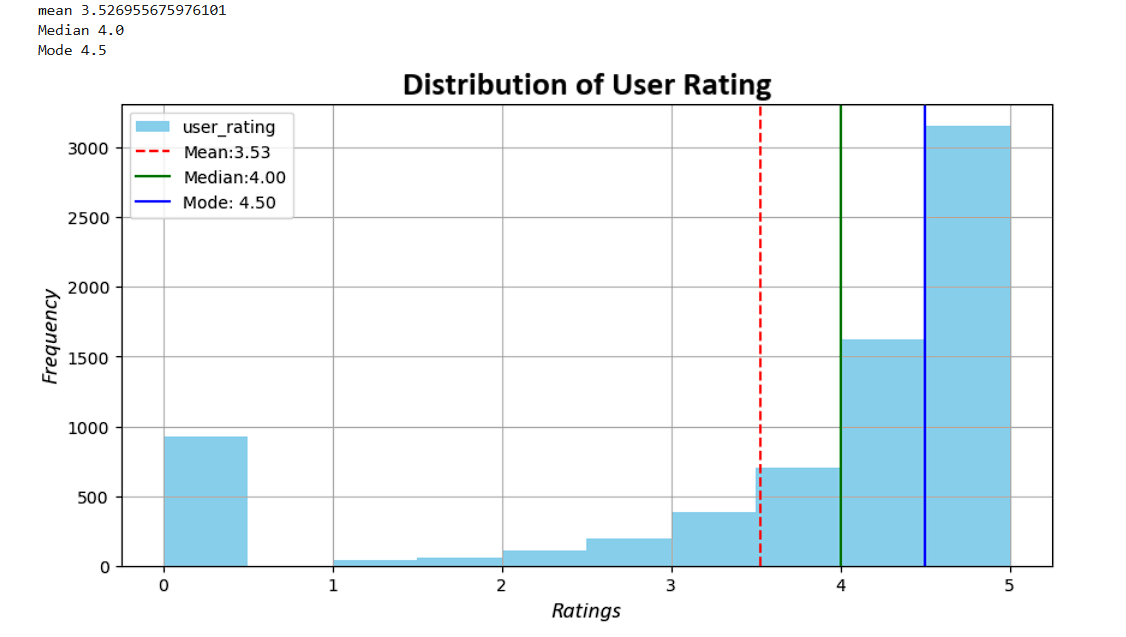 mean 3.526955675976101
Median 4.0
Mode 4.5
Distribution of User Rating
user_rating
Mean:3.53
Median:4.00
Mode: 4.50
3000
2500
2000
1500
1000
500
0
Frequency
0 1 2 3 4 5
Ratings